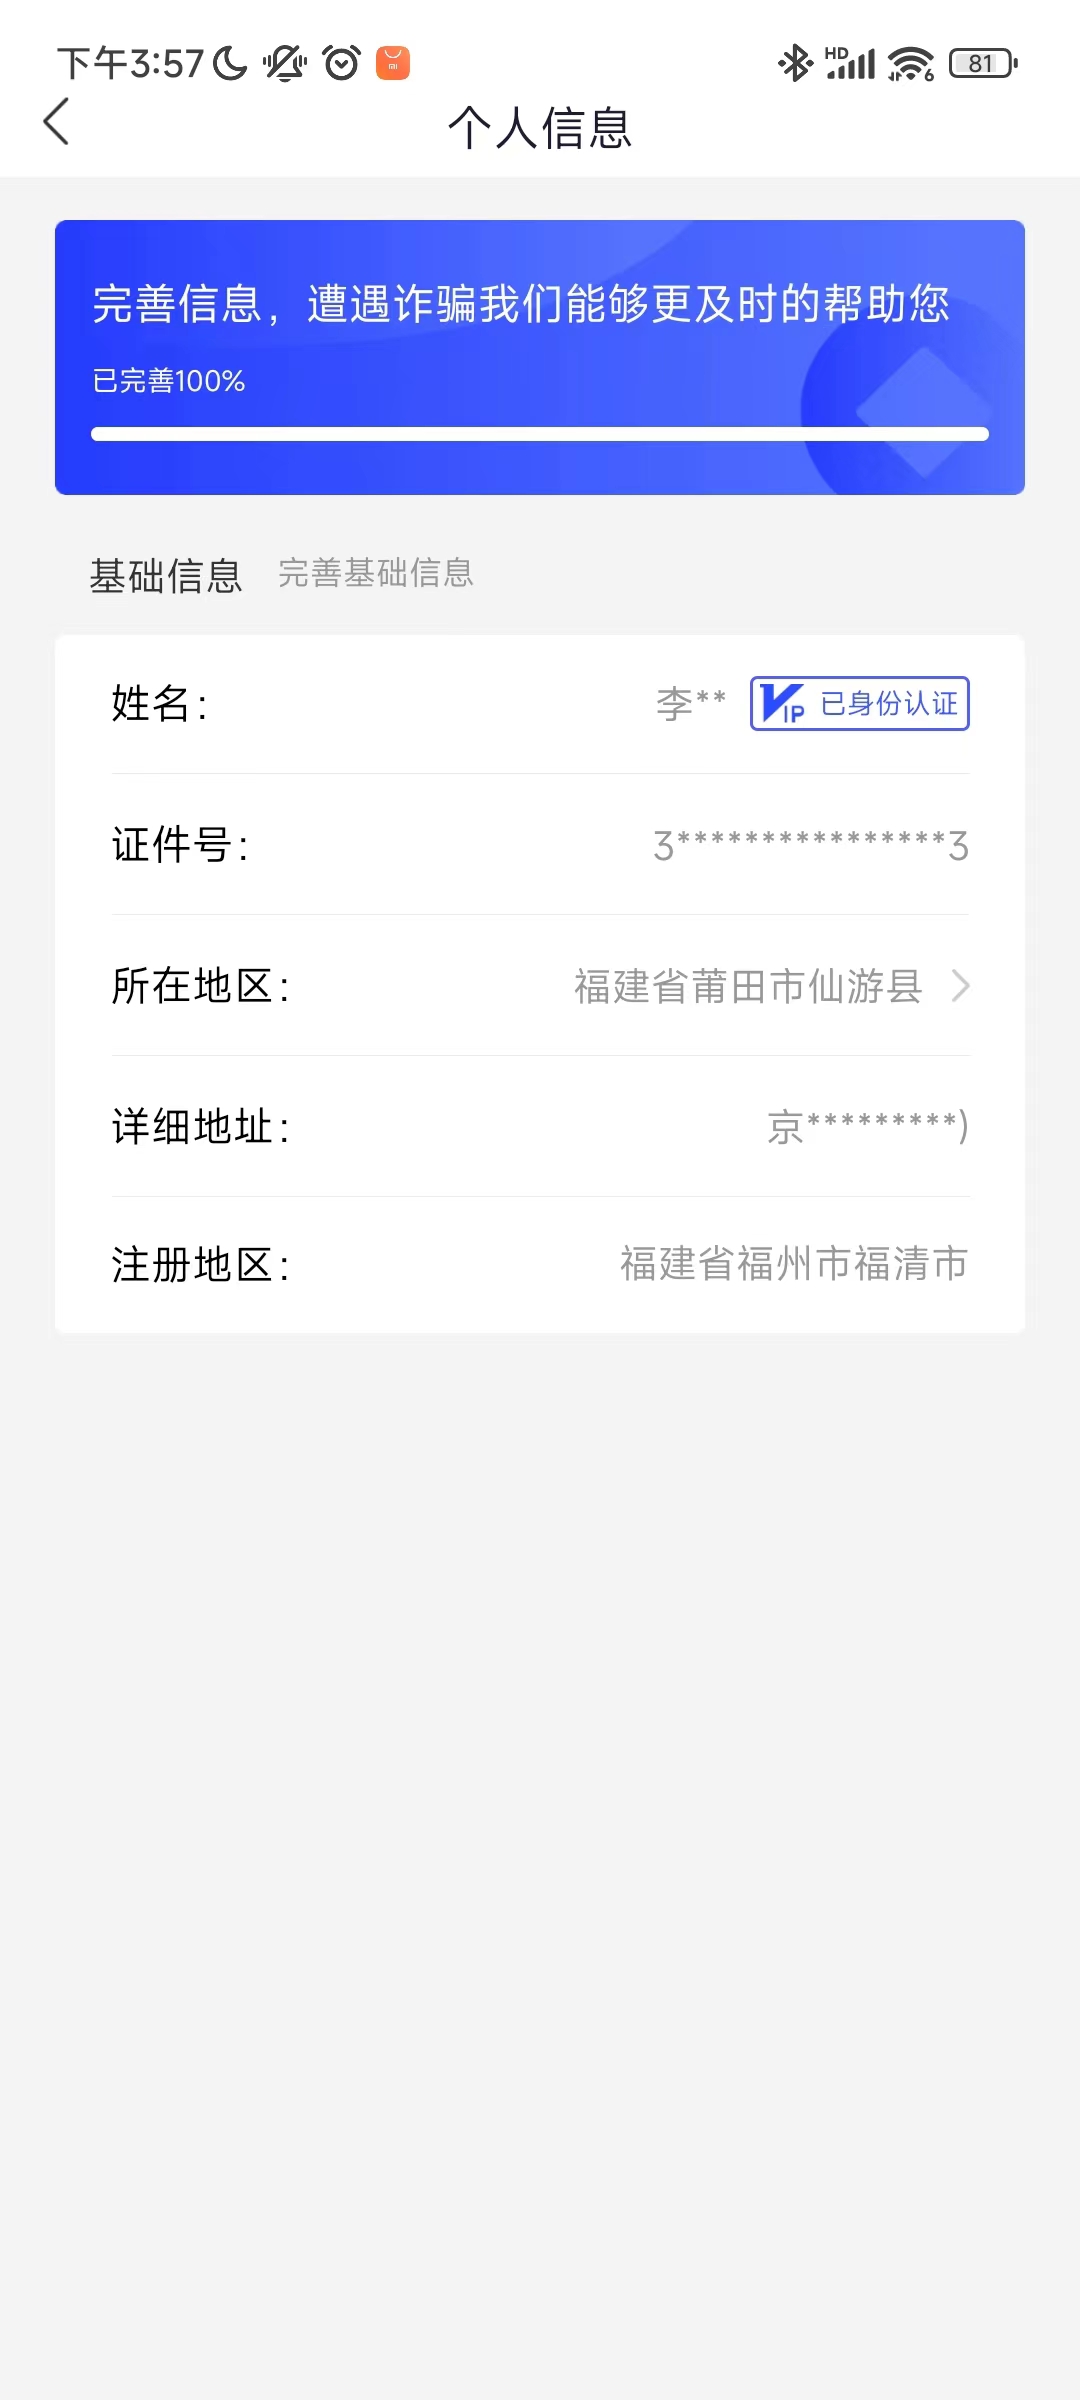 下午3:57 HD 6 81
个人信息
完善信息，遭遇诈骗我们能够更及时的帮助您
已完善100%
基础信息 完善基础信息
姓名： 李** VIP 已身份认证
证件号： 3****************3
所在地区： 福建省莆田市仙游县
详细地址： 京*********)
注册地区： 福建省福州市福清市